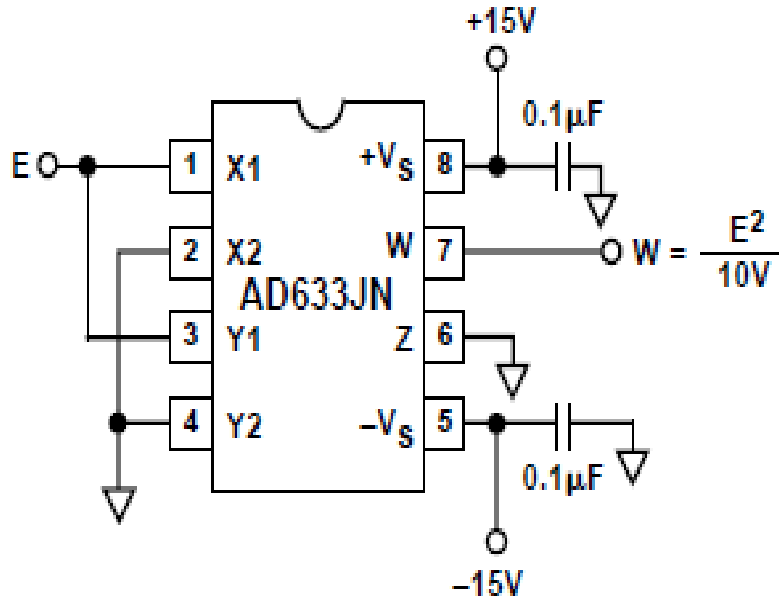 +15V
0.1µF
E
1 X1 +VS 8
2 X2 W 7
W = E²/10V
AD633JN
3 Y1 Z 6
4 Y2 –VS 5
0.1µF
–15V